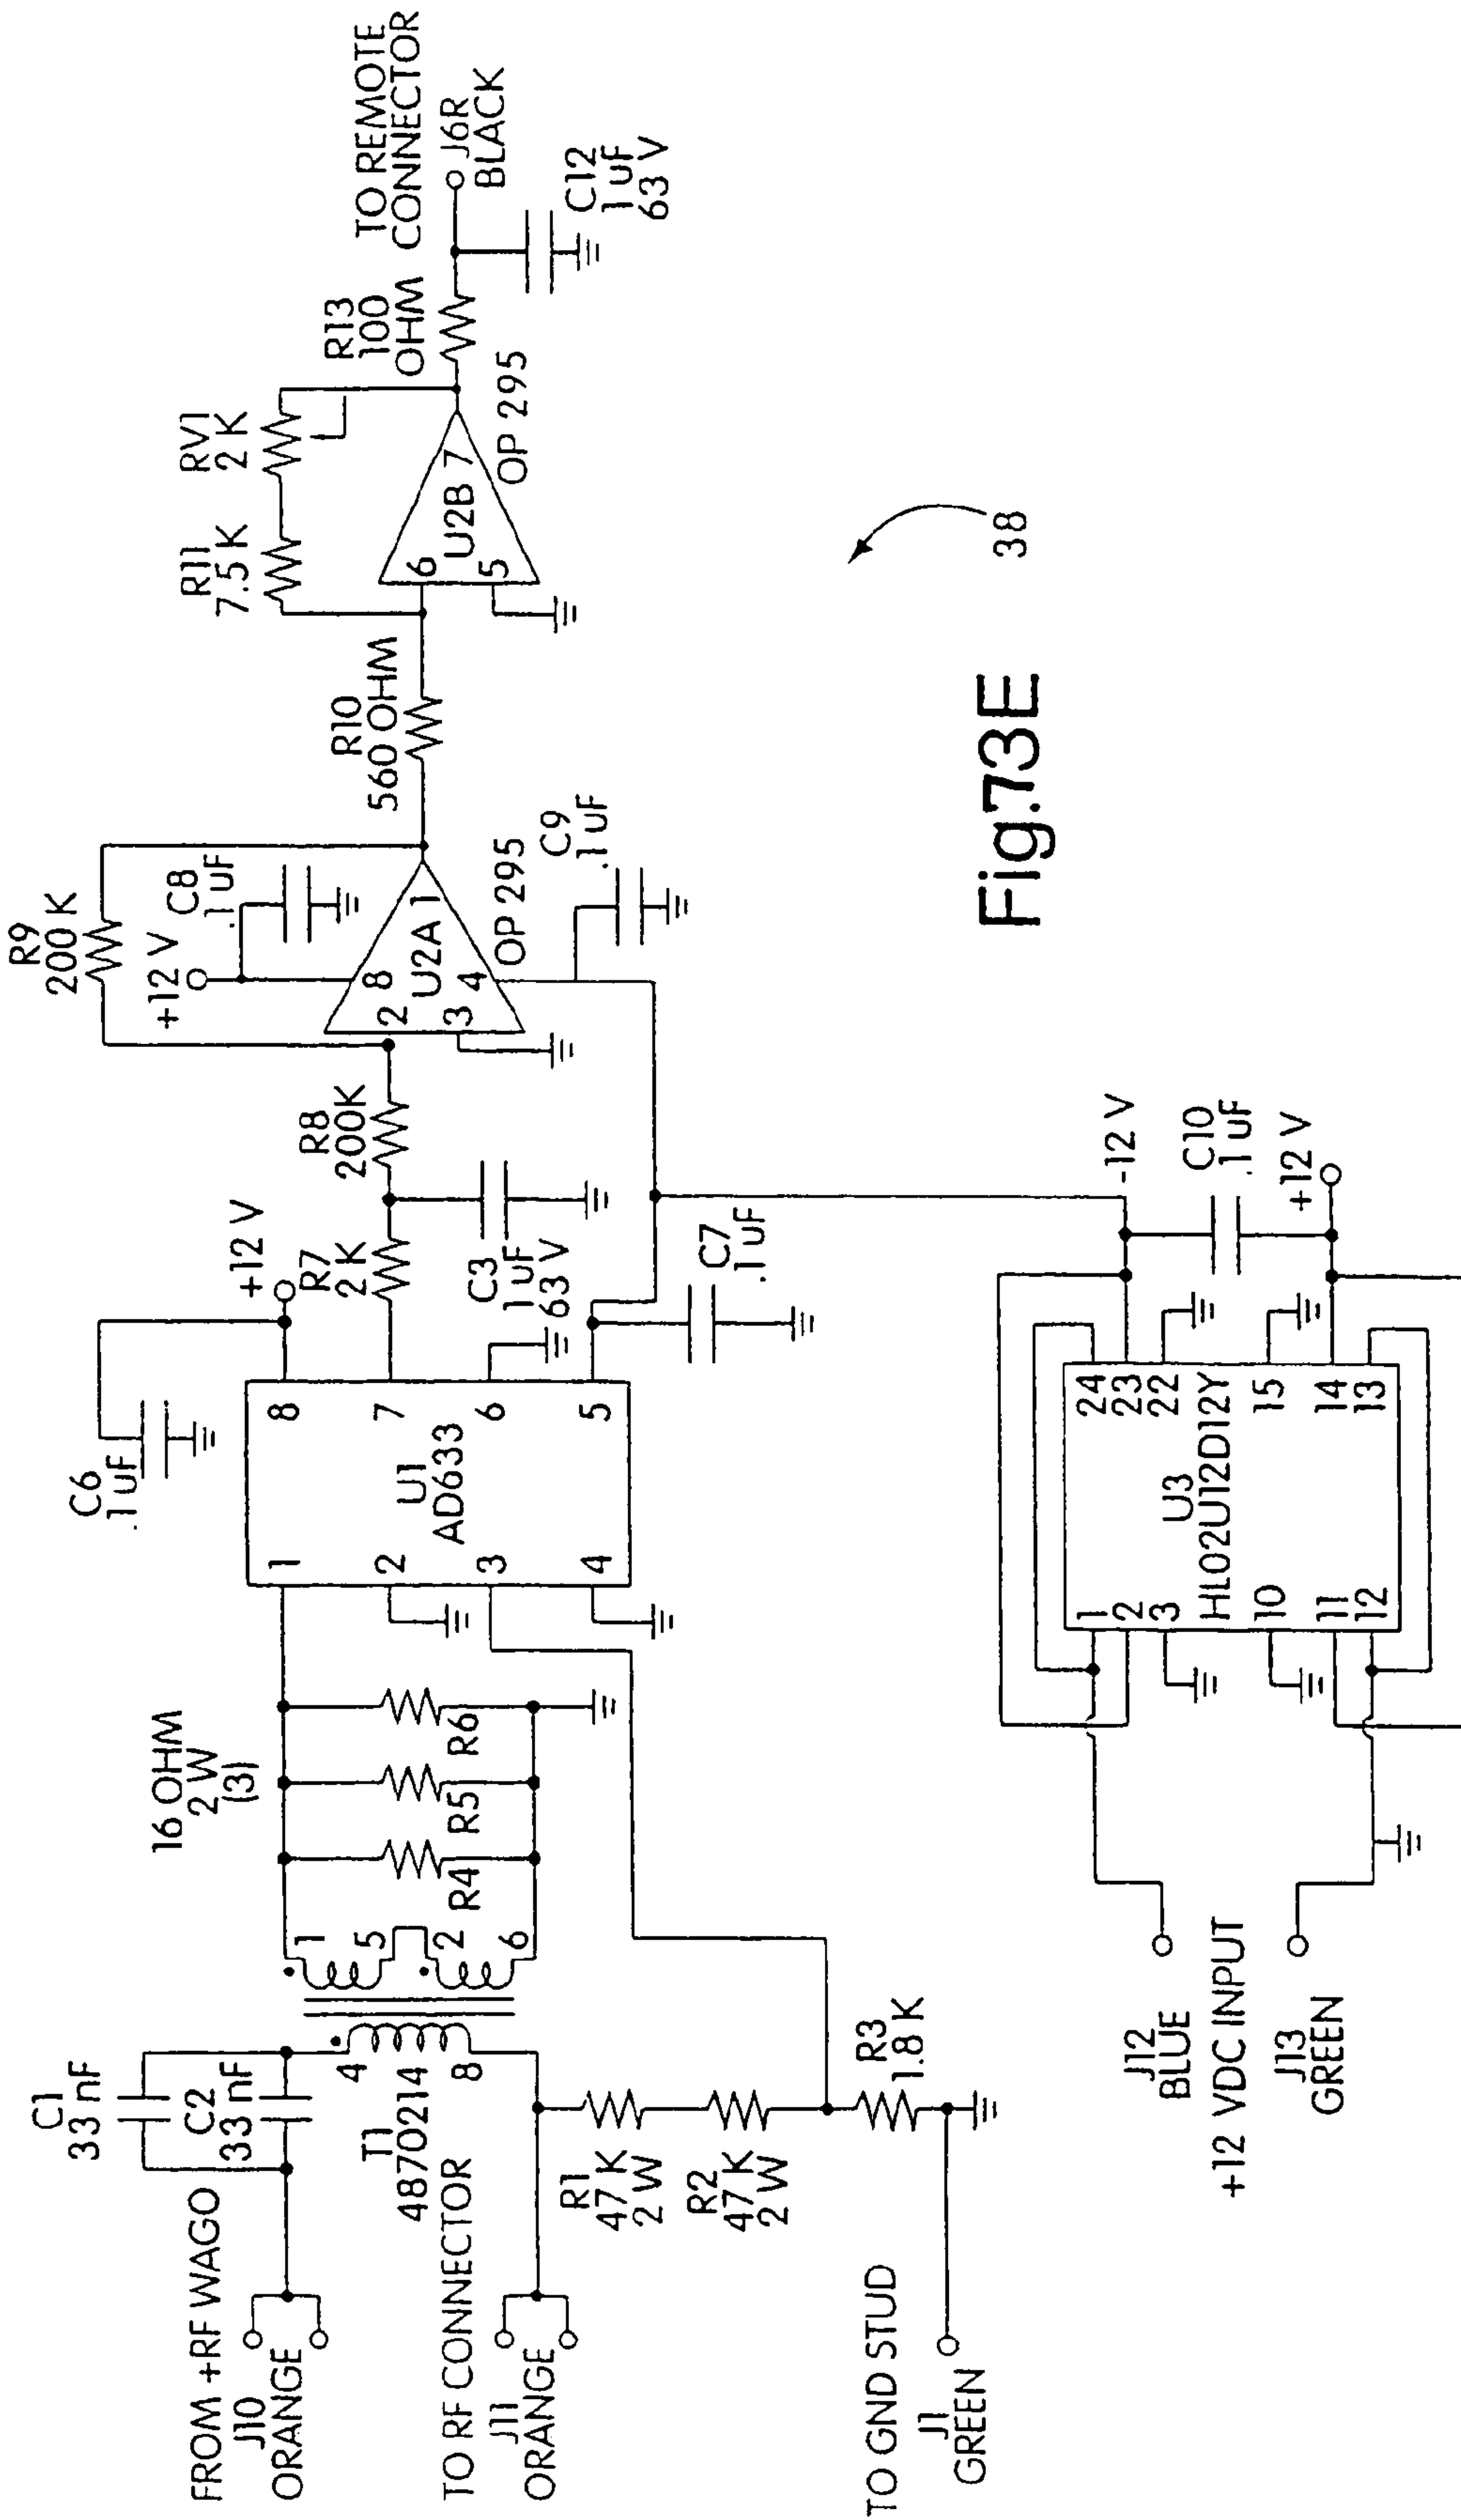 FROM +RF WAGO
J10
ORANGE
C1
33 nF
C2
33 nF
TO RF CONNECTOR
J11
ORANGE
T1
4870214
4
8
1
5
2
6
16 OHM
2 W
(3)
R4
R5
R6
R1
47 K
2 W
R2
47 K
2 W
R3
1.8 K
TO GND STUD
J1
GREEN
C6
.1 uF
+12 V
1
2
3
4
U1
AD633
8
7
6
5
R7
2 K
C3
1 uF
63 V
C7
.1 uF
R8
200K
R9
200 K
+12 V
C8
.1 uF
2
3
8
4
U2A
1
OP 295
C9
.1 uF
R10
560 OHM
R11
7.5 K
RV1
2 K
6
5
U2B
7
OP 295
R13
100
OHM
TO REMOTE
CONNECTOR
J6R
BLACK
C12
1 uF
63 V
38
J12
BLUE
+12 VDC INPUT
J13
GREEN
1
2
3
10
11
12
U3
HL02U12D12Y
24
23
22
15
14
13
-12 V
C10
.1 uF
+12 V
Fig.73E